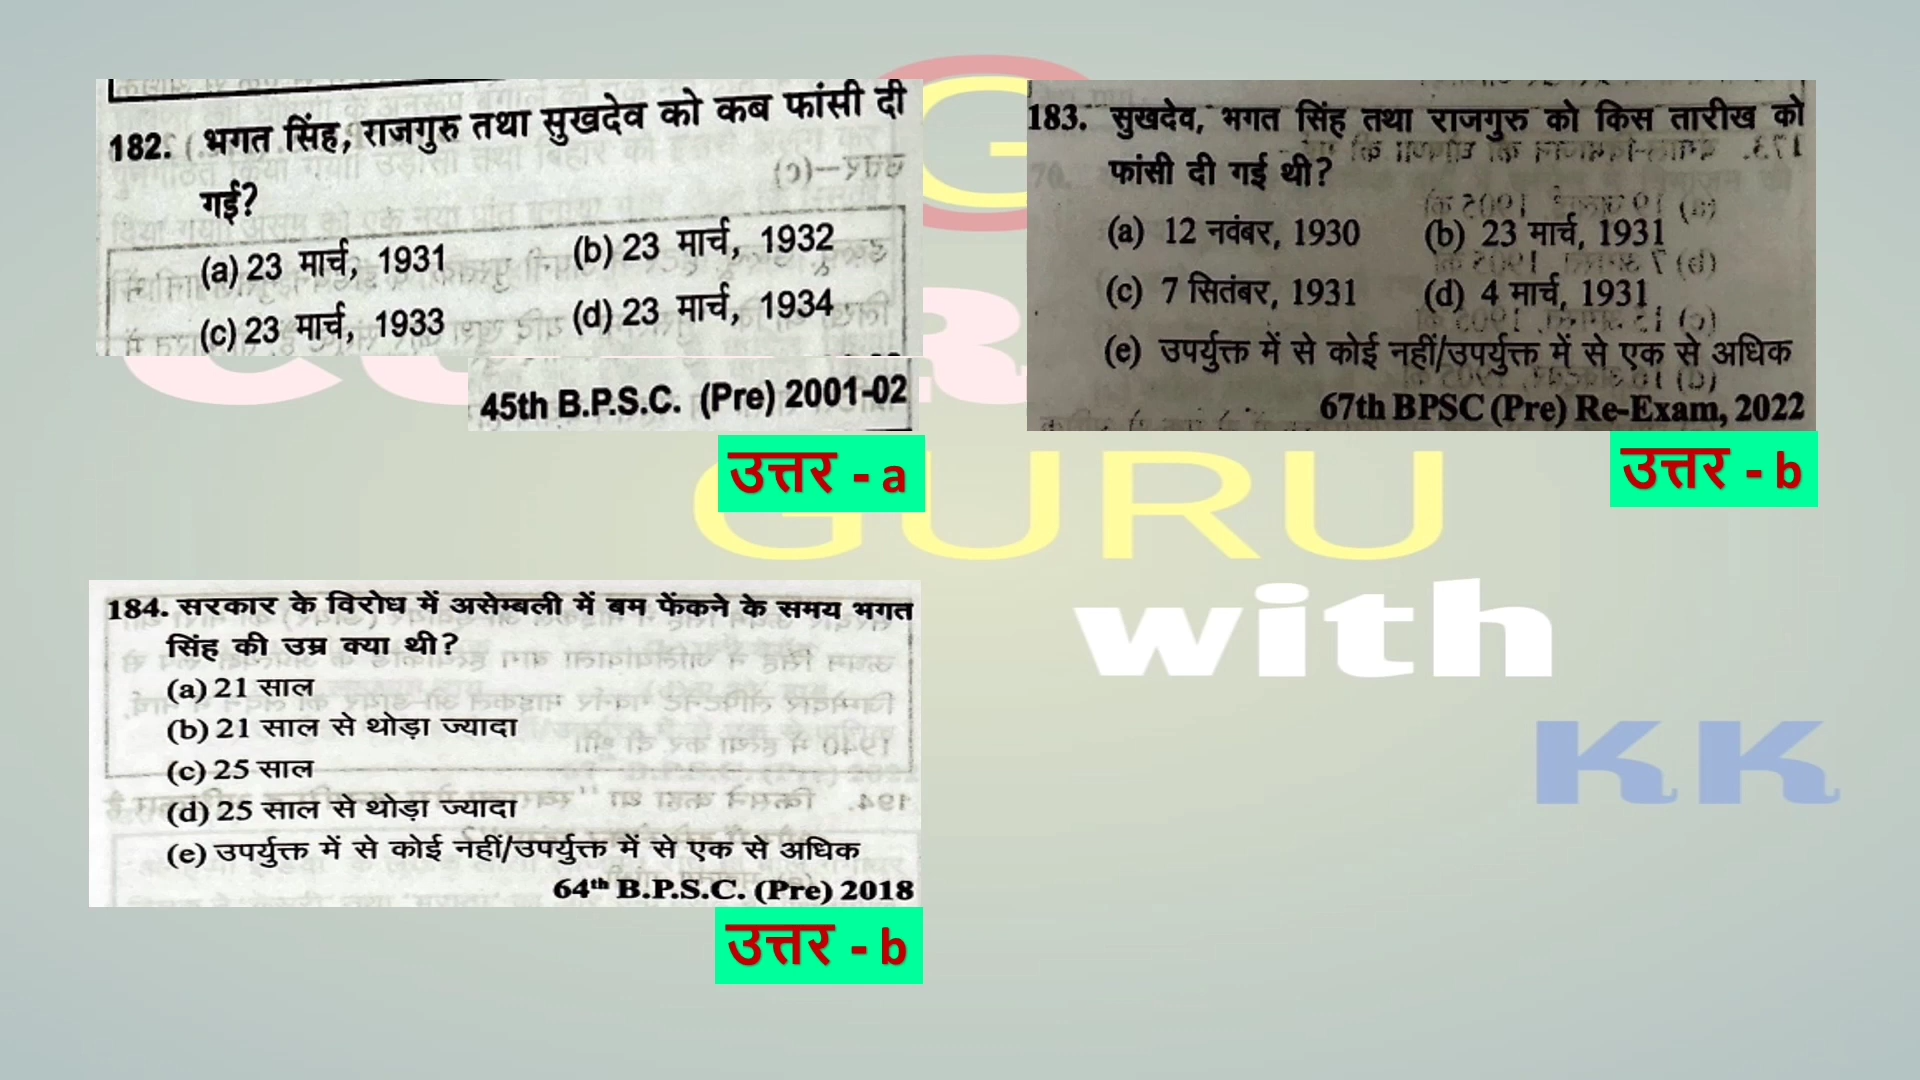 182. भगत सिंह, राजगुरु तथा सुखदेव को कब फांसी दी
गई?
(a) 23 मार्च, 1931 (b) 23 मार्च, 1932
(c) 23 मार्च, 1933 (d) 23 मार्च, 1934
45th B.P.S.C. (Pre) 2001-02
उत्तर - a
183. सुखदेव, भगत सिंह तथा राजगुरु को किस तारीख को
फांसी दी गई थी?
(a) 12 नवंबर, 1930 (b) 23 मार्च, 1931
(c) 7 सितंबर, 1931 (d) 4 मार्च, 1931
(e) उपर्युक्त में से कोई नहीं/उपर्युक्त में से एक से अधिक
67th BPSC (Pre) Re-Exam, 2022
उत्तर - b
184. सरकार के विरोध में असेम्बली में बम फेंकने के समय भगत
सिंह की उम्र क्या थी?
(a) 21 साल
(b) 21 साल से थोड़ा ज्यादा
(c) 25 साल
(d) 25 साल से थोड़ा ज्यादा
(e) उपर्युक्त में से कोई नहीं/उपर्युक्त में से एक से अधिक
64th B.P.S.C. (Pre) 2018
उत्तर - b
G
GURU
with
KK